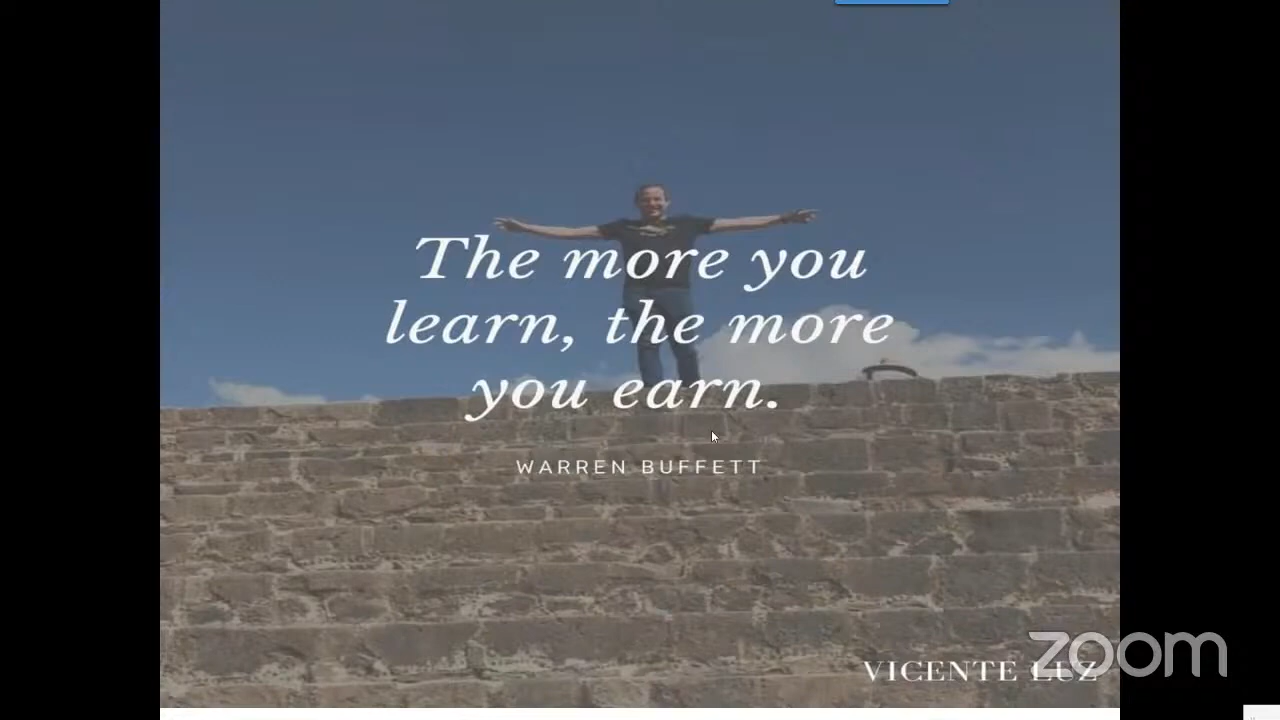 The more you
learn, the more
you earn.
WARREN BUFFETT
VICENTE LUZ
zoom